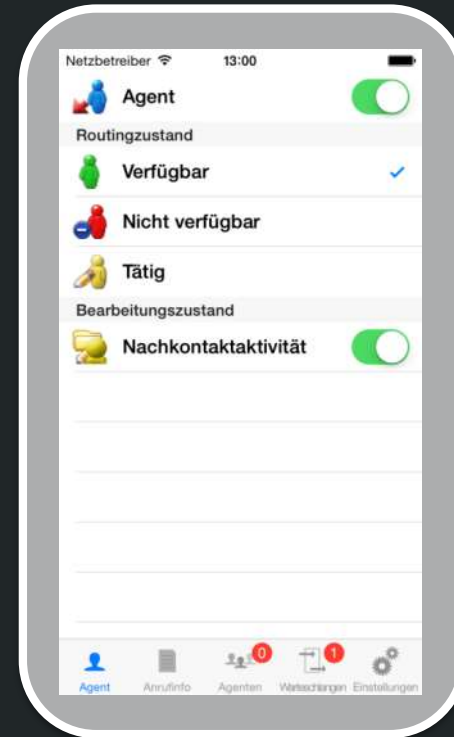 Netzbetreiber 13:00
Agent
Routingzustand
Verfügbar
Nicht verfügbar
Tätig
Bearbeitungszustand
Nachkontaktaktivität
0 1
Agent Anrufinfo Agenten Warteschlangen Einstellungen